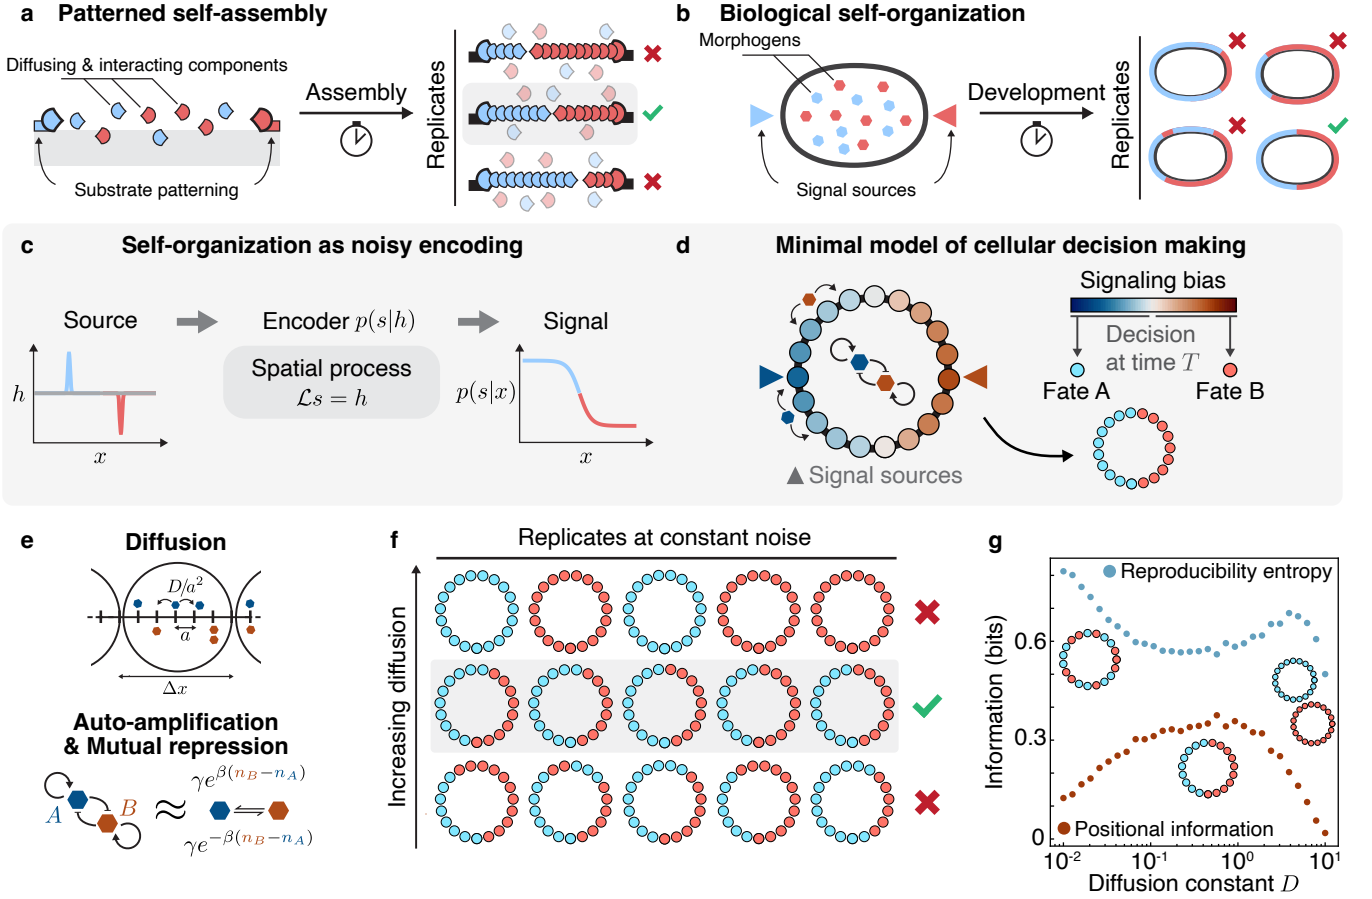 a Patterned self-assembly
Diffusing & interacting components
Assembly
Substrate patterning
Replicates
b Biological self-organization
Morphogens
Signal sources
Development
Replicates
c Self-organization as noisy encoding
Source
Encoder p(s|h)
Signal
Spatial process
ℒs = h
h
x
p(s|x)
x
d Minimal model of cellular decision making
Signaling bias
Decision
at time T
Fate A
Fate B
Signal sources
e Diffusion
D/a²
a
Δx
Auto-amplification
& Mutual repression
A
B
≈
γe^{β(n_B−n_A)}
⇌
γe^{−β(n_B−n_A)}
f Replicates at constant noise
Increasing diffusion
g
Information (bits)
0.6
0.3
0
Reproducibility entropy
Positional information
10⁻² 10⁻¹ 10⁰ 10¹
Diffusion constant D